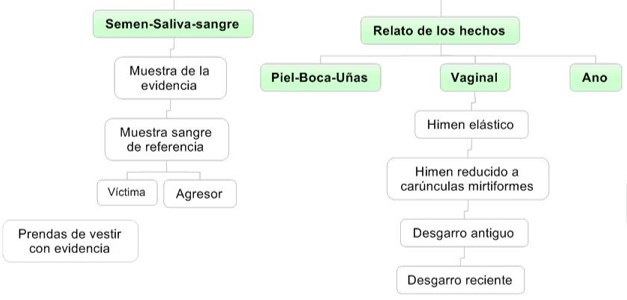 Semen-Saliva-sangre
Muestra de la
evidencia
Muestra sangre
de referencia
Víctima
Agresor
Prendas de vestir
con evidencia
Relato de los hechos
Piel-Boca-Uñas
Vaginal
Ano
Himen elástico
Himen reducido a
carúnculas mirtiformes
Desgarro antiguo
Desgarro reciente